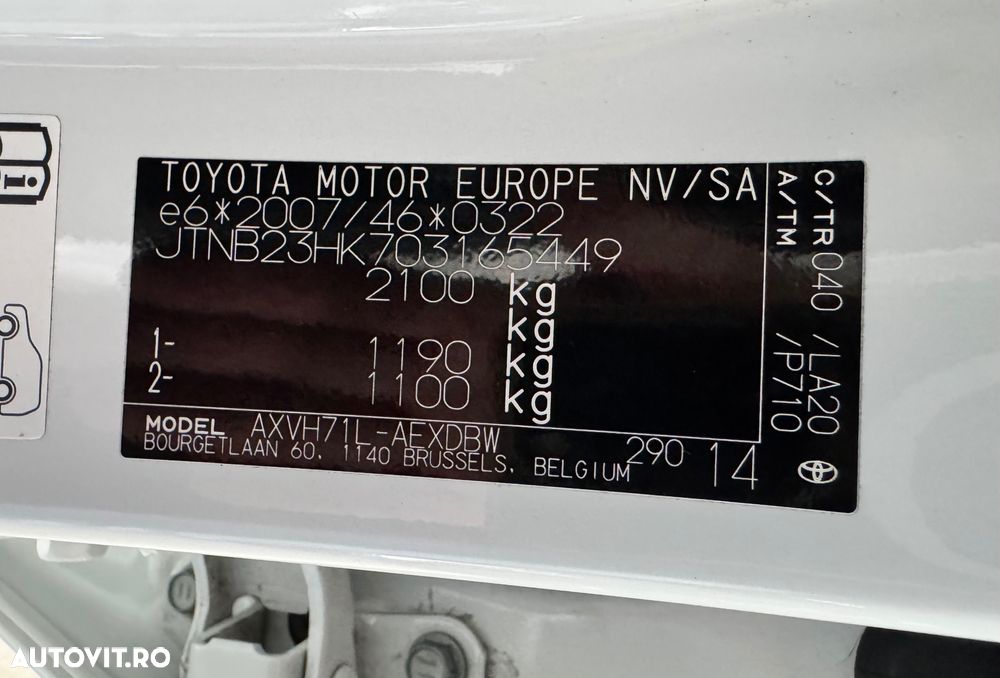 TOYOTA MOTOR EUROPE NV/SA
e6*2007/46*0322
JTNB23HK703165449
2100 kg
kg
1- 1190 kg
2- 1100 kg
MODEL AXVH71L-AEXDBW
BOURGETLAAN 60, 1140 BRUSSELS, BELGIUM
290 14
C/TR 040 /LA20
A/TM /P710
i
AUTOVIT.RO